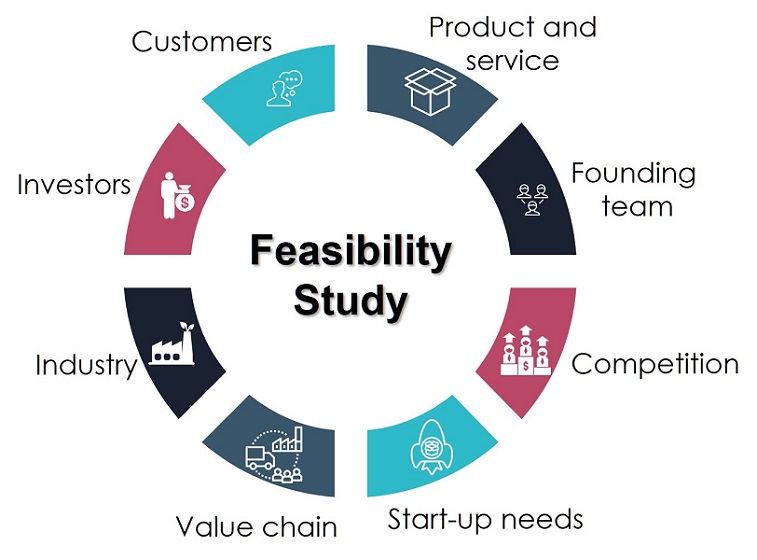 Customers
Product and
service
Investors
Founding
team
Feasibility
Study
Industry
Competition
Value chain
Start-up needs
$
$